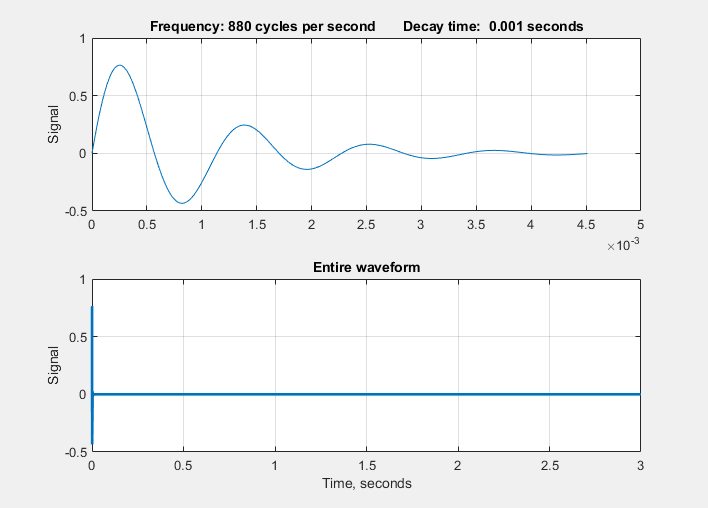 Frequency: 880 cycles per second Decay time: 0.001 seconds
1
0.5
0
-0.5
Signal
0 0.5 1 1.5 2 2.5 3 3.5 4 4.5 5
×10-3
Entire waveform
1
0.5
0
-0.5
Signal
0 0.5 1 1.5 2 2.5 3
Time, seconds